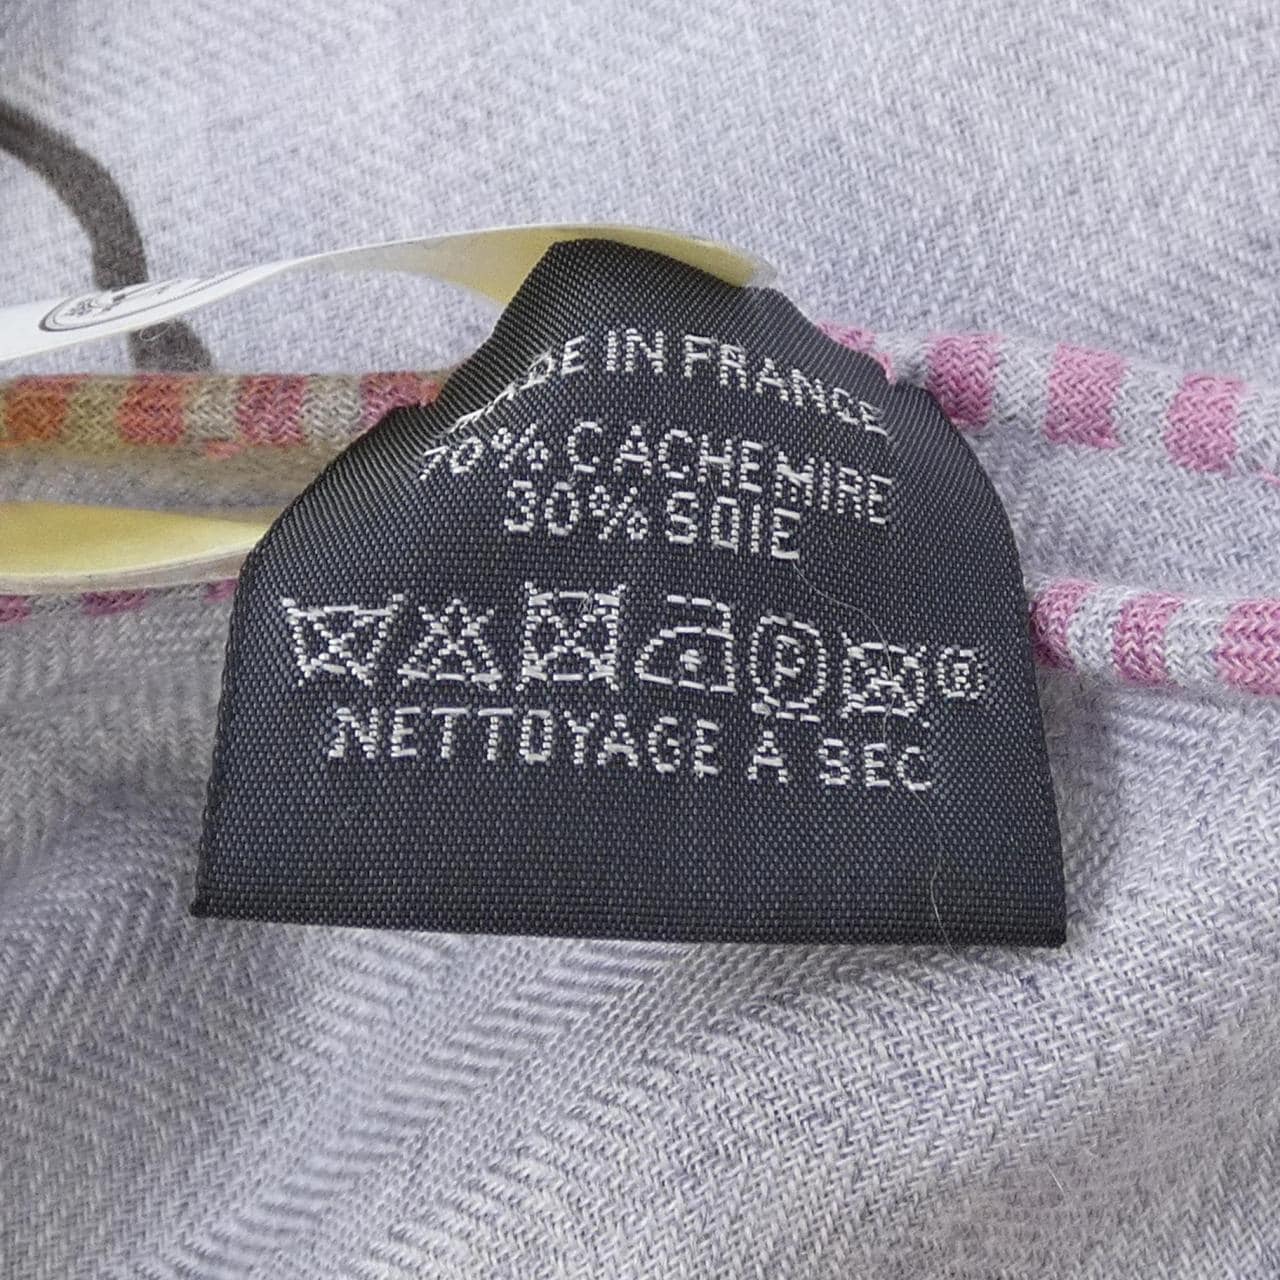 MADE IN FRANCE
70% CACHEMIRE
30% SOIE
P ®
NETTOYAGE A SEC